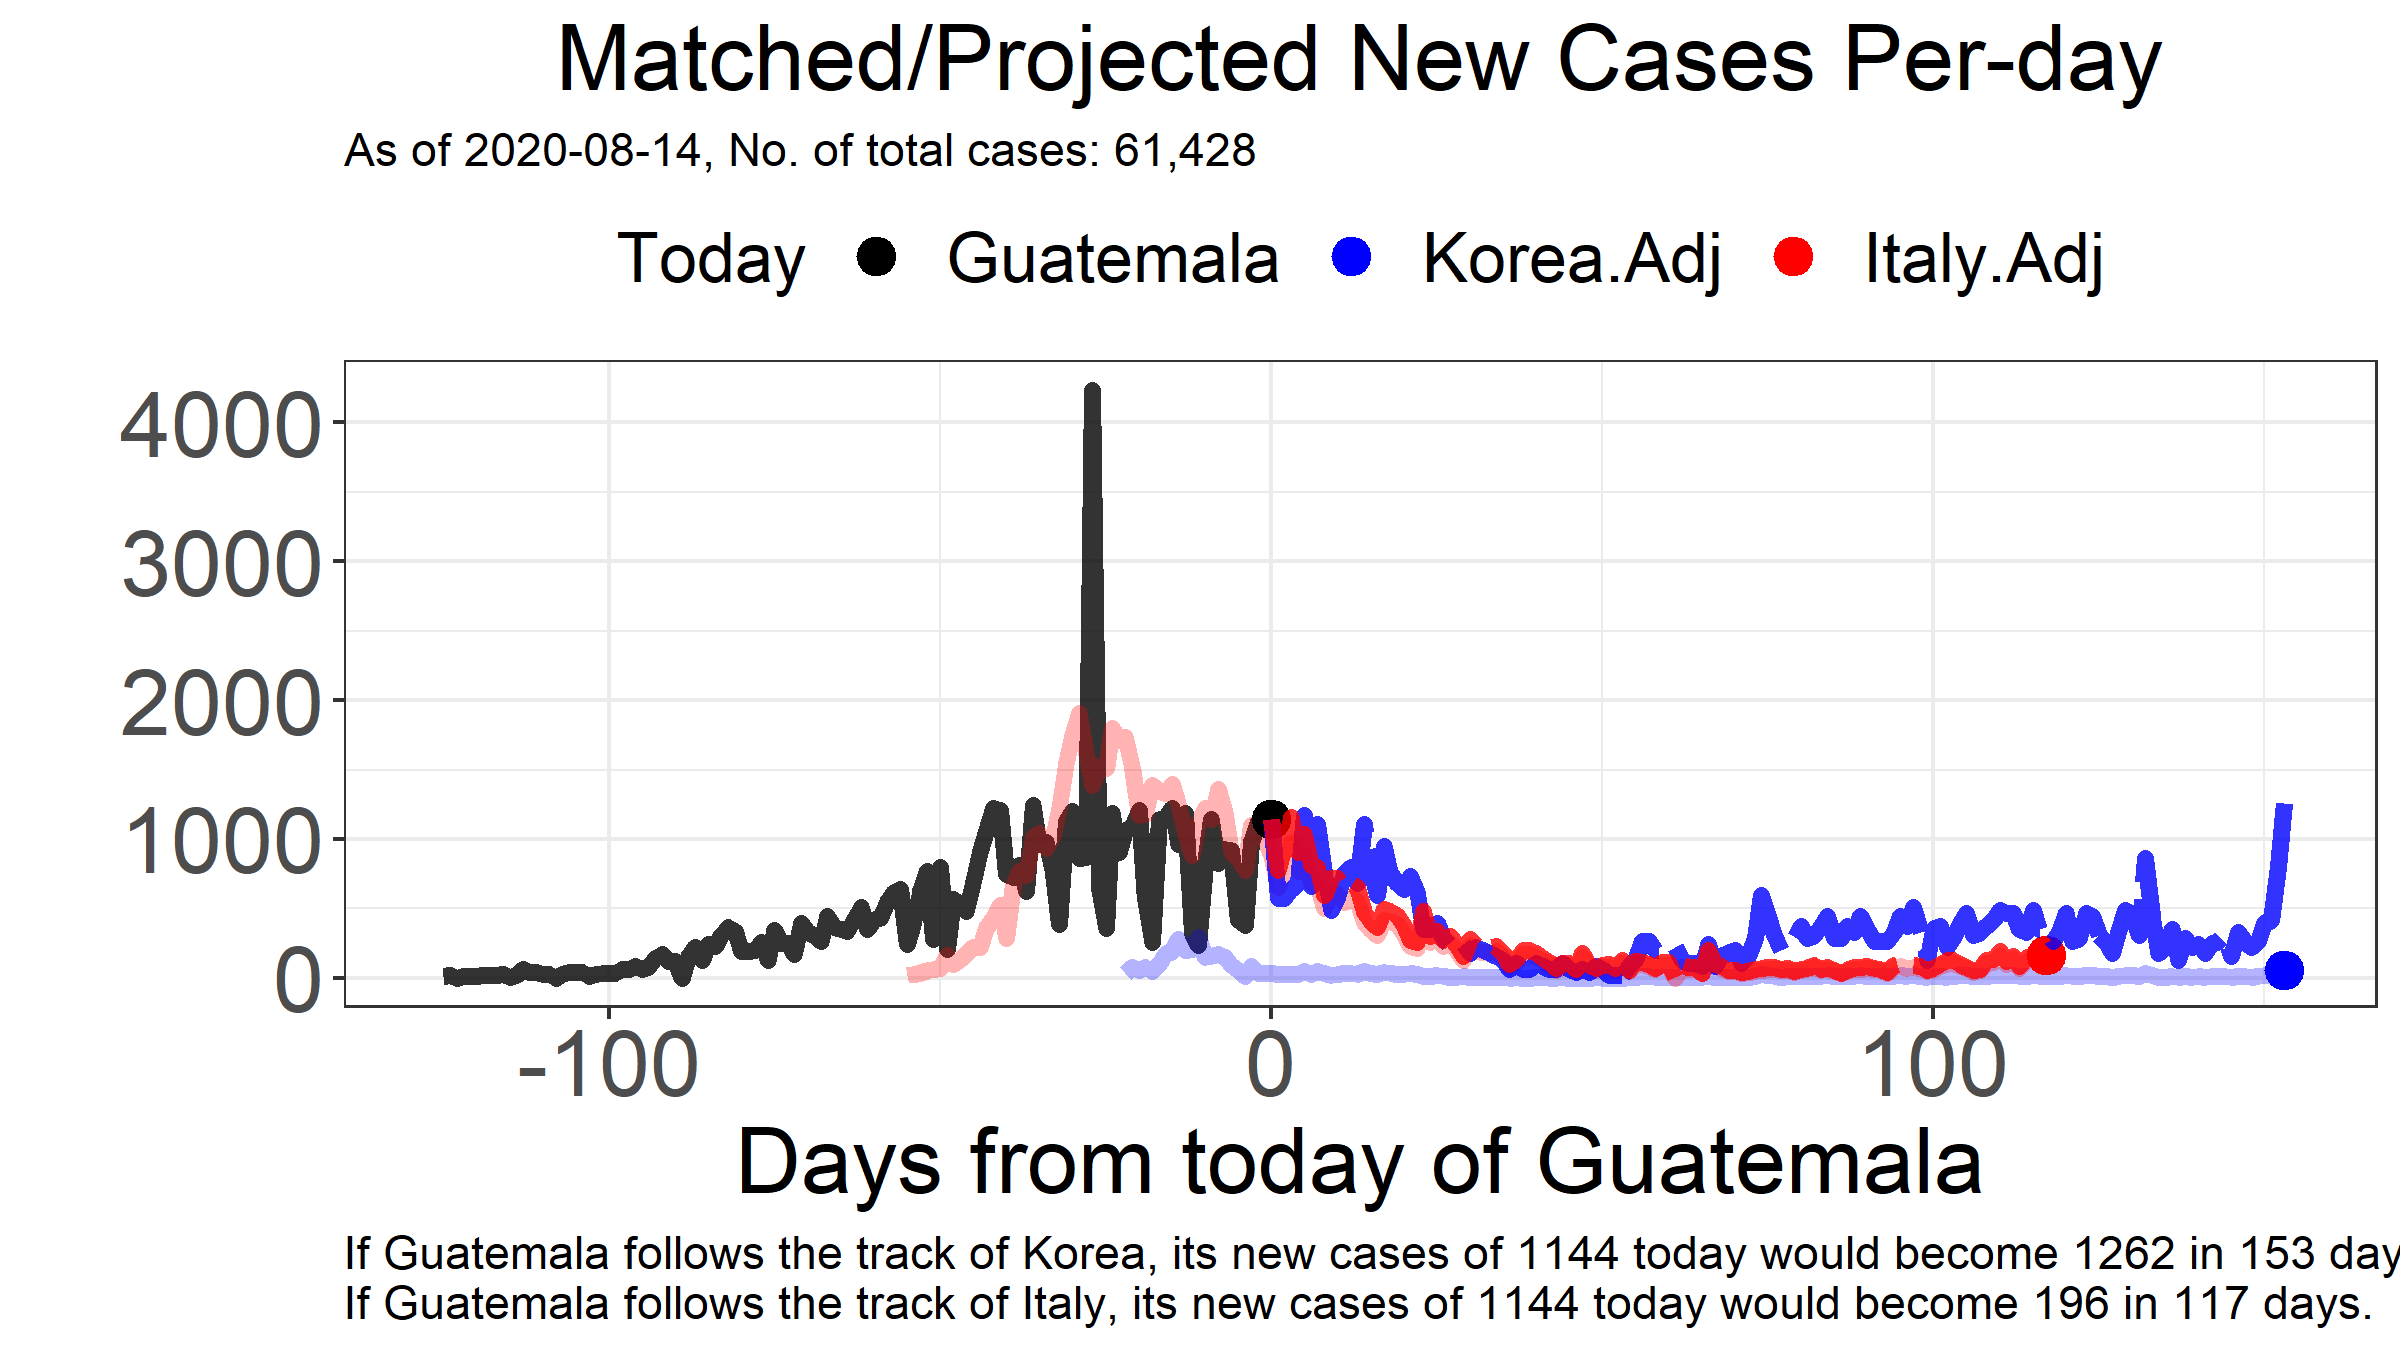 Matched/Projected New Cases Per-day
As of 2020-08-14, No. of total cases: 61,428
Today Guatemala Korea.Adj Italy.Adj
4000
3000
2000
1000
0
-100 0 100
Days from today of Guatemala
If Guatemala follows the track of Korea, its new cases of 1144 today would become 1262 in 153 day
If Guatemala follows the track of Italy, its new cases of 1144 today would become 196 in 117 days.